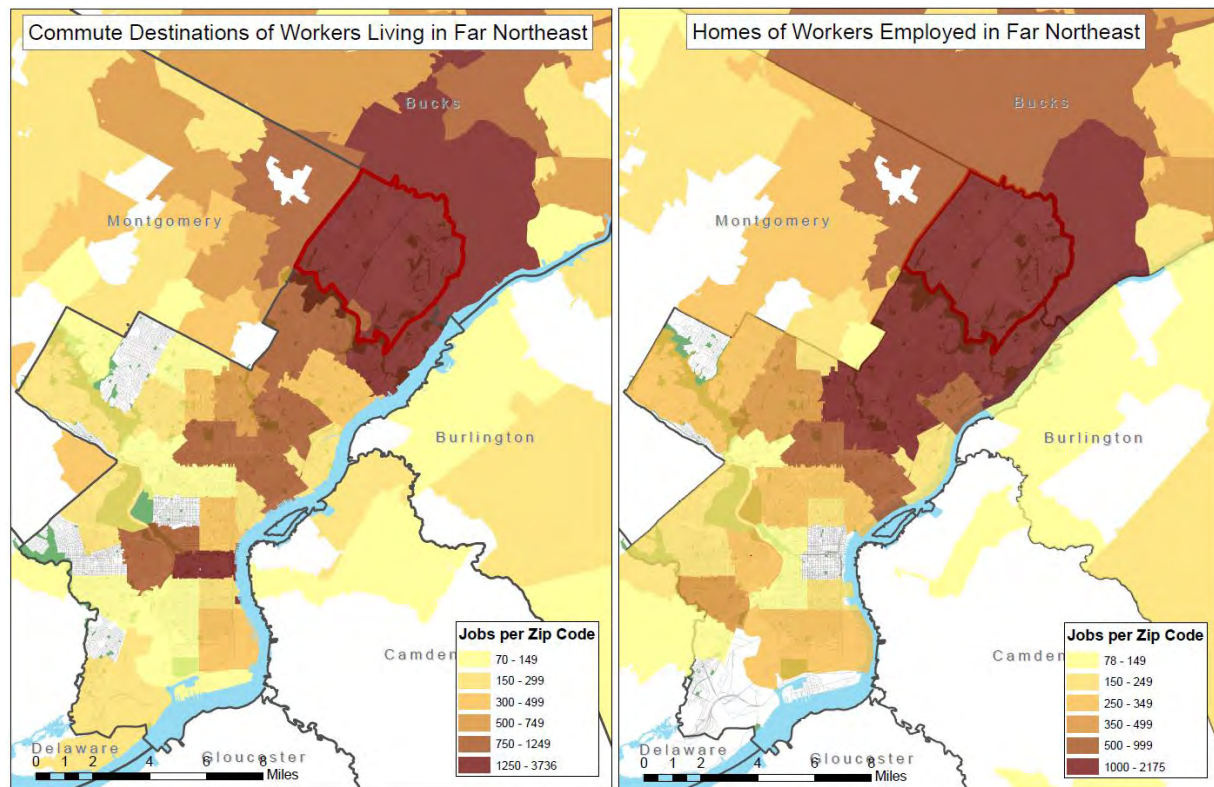 Commute Destinations of Workers Living in Far Northeast
Bucks
Montgomery
Burlington
Camden
Delaware
Gloucester
0 1 2 4 6 8
Miles
Jobs per Zip Code
70 - 149
150 - 299
300 - 499
500 - 749
750 - 1249
1250 - 3736
Homes of Workers Employed in Far Northeast
Bucks
Montgomery
Burlington
Camden
Delaware
Gloucester
0 1 2 4 6 8
Miles
Jobs per Zip Code
78 - 149
150 - 249
250 - 349
350 - 499
500 - 999
1000 - 2175